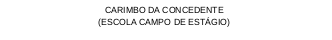 CARIMBO DA CONCEDENTE
(ESCOLA CAMPO DE ESTÁGIO)